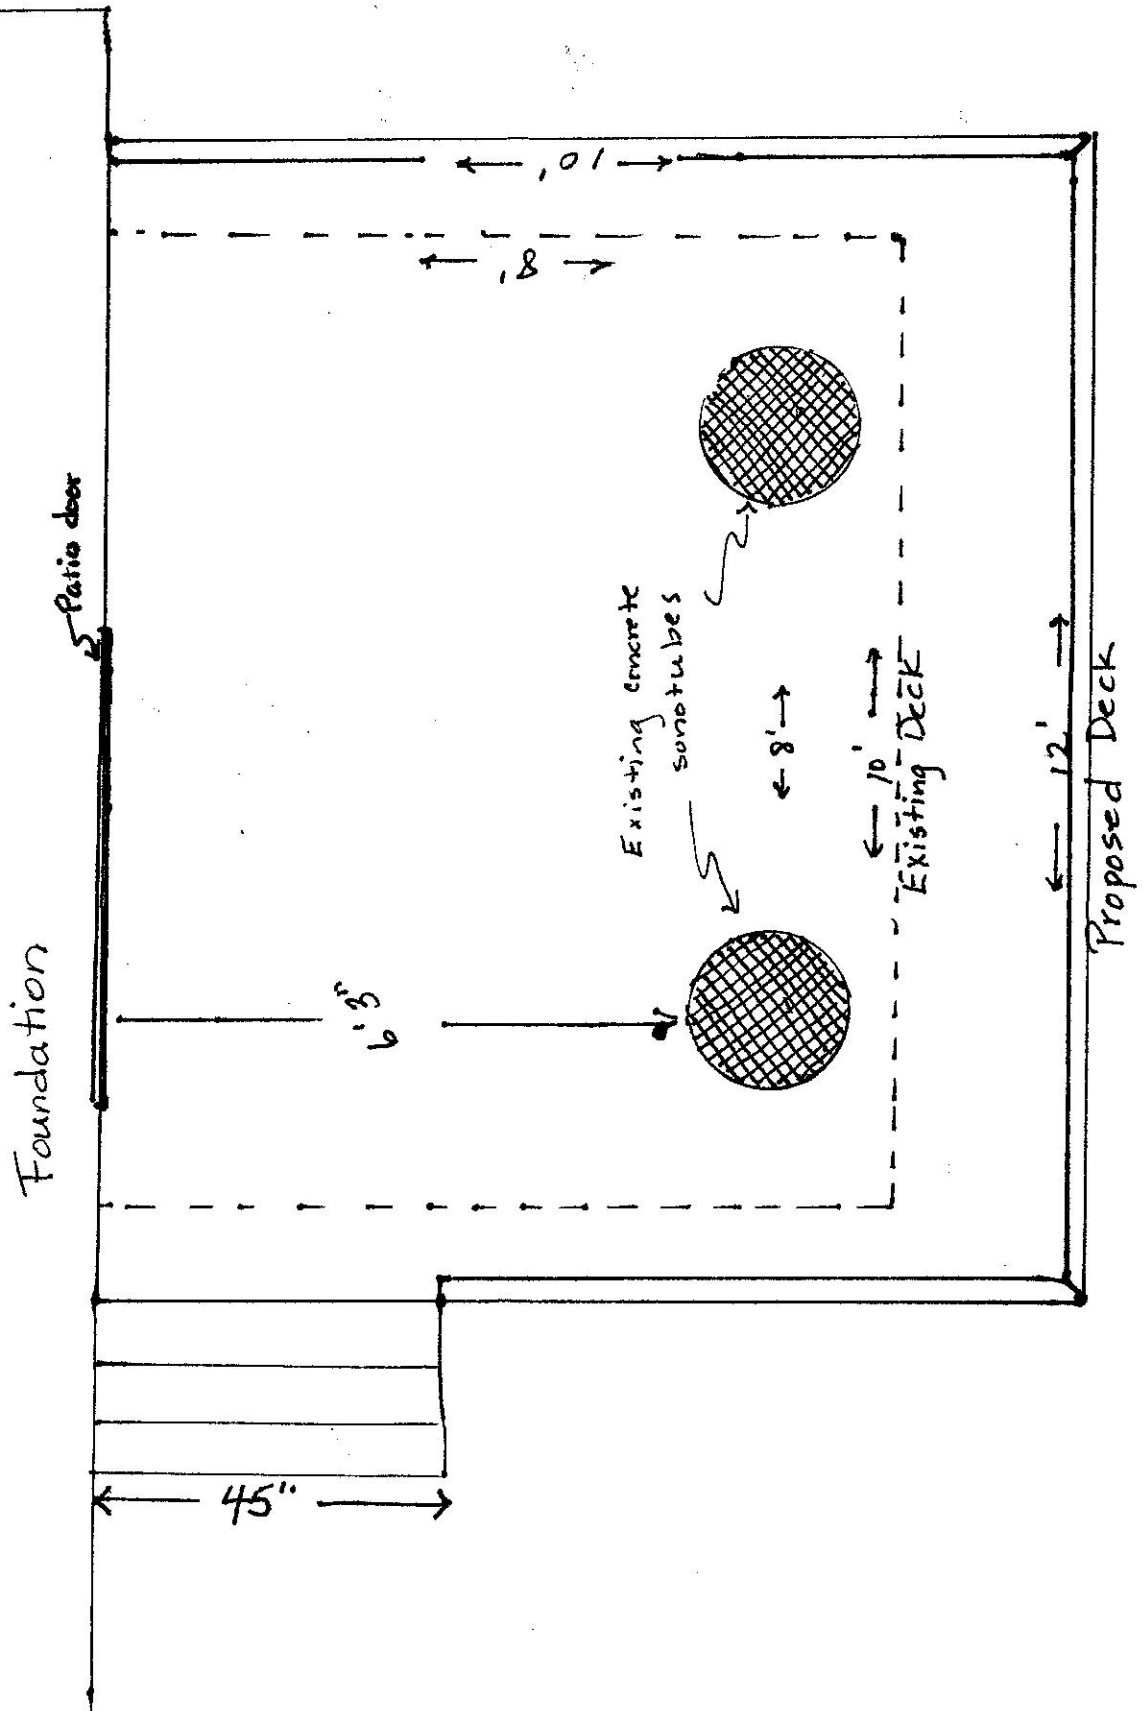 Foundation
Patio door
10'
8'
6' 3"
Existing concrete
sonotubes
8'
10'
Existing Deck
12'
Proposed Deck
45"